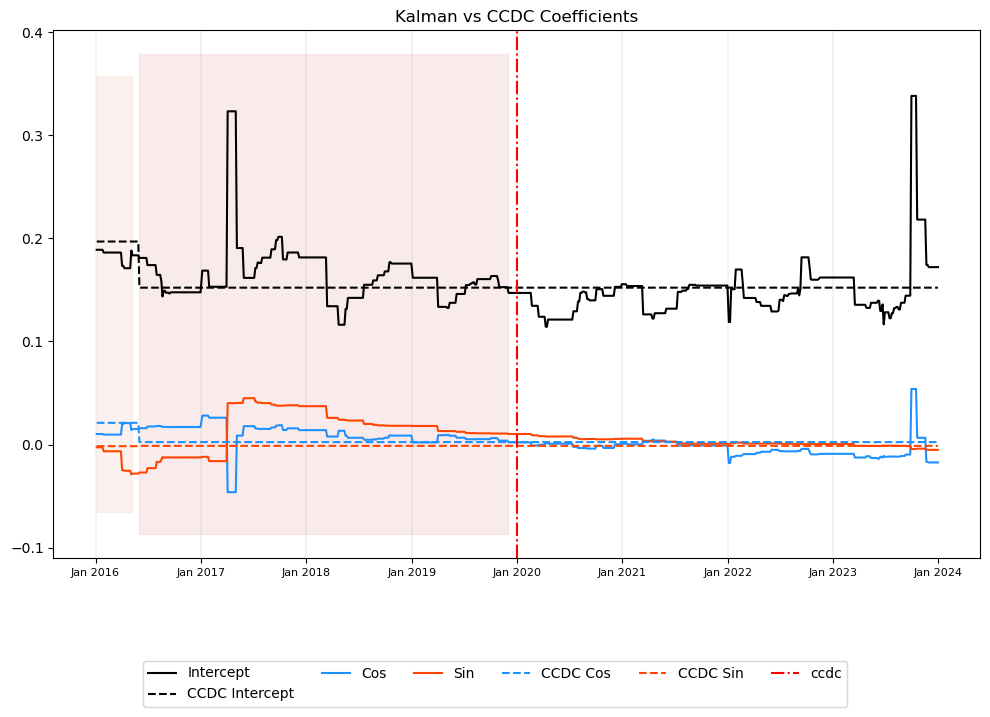 Kalman vs CCDC Coefficients
0.4
0.3
0.2
0.1
0.0
−0.1
Jan 2016 Jan 2017 Jan 2018 Jan 2019 Jan 2020 Jan 2021 Jan 2022 Jan 2023 Jan 2024
Intercept Cos Sin CCDC Cos CCDC Sin ccdc
CCDC Intercept